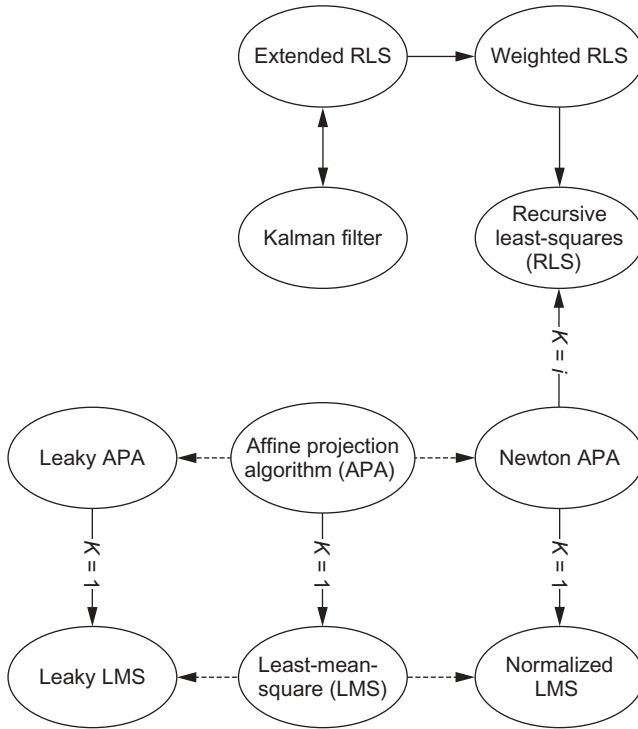 Extended RLS
Weighted RLS
Kalman filter
Recursive
least-squares
(RLS)
K = i
Leaky APA
Affine projection
algorithm (APA)
Newton APA
K = 1
K = 1
K = 1
Leaky LMS
Least-mean-
square (LMS)
Normalized
LMS